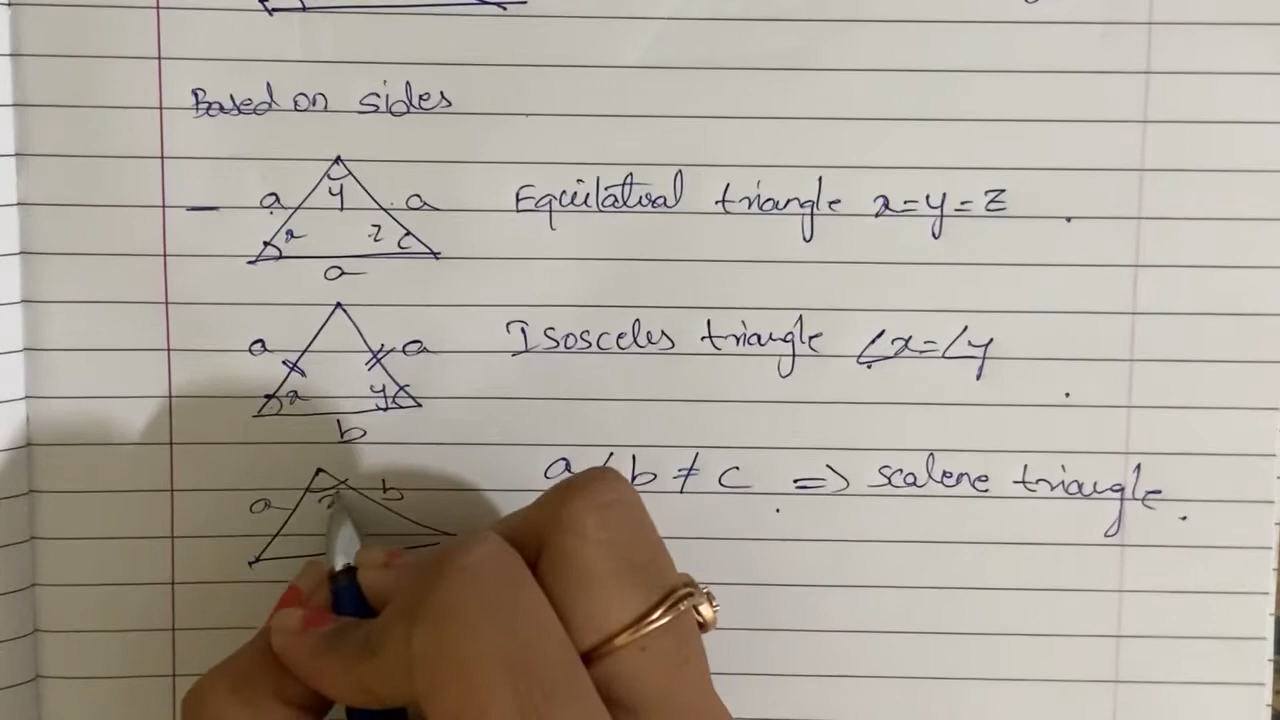 Based on sides
y
a a Equilateral triangle x=y=z
x z
a
a a Isosceles triangle ∠x=∠y
x y
b
a b a ≠ b ≠ c => scalene triangle.